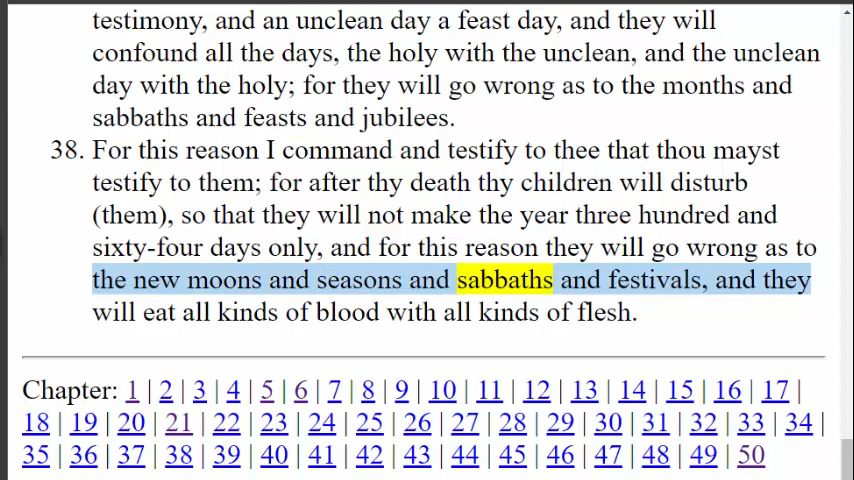 testimony, and an unclean day a feast day, and they will
confound all the days, the holy with the unclean, and the unclean
day with the holy; for they will go wrong as to the months and
sabbaths and feasts and jubilees.
38. For this reason I command and testify to thee that thou mayst
testify to them; for after thy death thy children will disturb
(them), so that they will not make the year three hundred and
sixty-four days only, and for this reason they will go wrong as to
the new moons and seasons and sabbaths and festivals, and they
will eat all kinds of blood with all kinds of flesh.
Chapter: 1 | 2 | 3 | 4 | 5 | 6 | 7 | 8 | 9 | 10 | 11 | 12 | 13 | 14 | 15 | 16 | 17 |
18 | 19 | 20 | 21 | 22 | 23 | 24 | 25 | 26 | 27 | 28 | 29 | 30 | 31 | 32 | 33 | 34 |
35 | 36 | 37 | 38 | 39 | 40 | 41 | 42 | 43 | 44 | 45 | 46 | 47 | 48 | 49 | 50